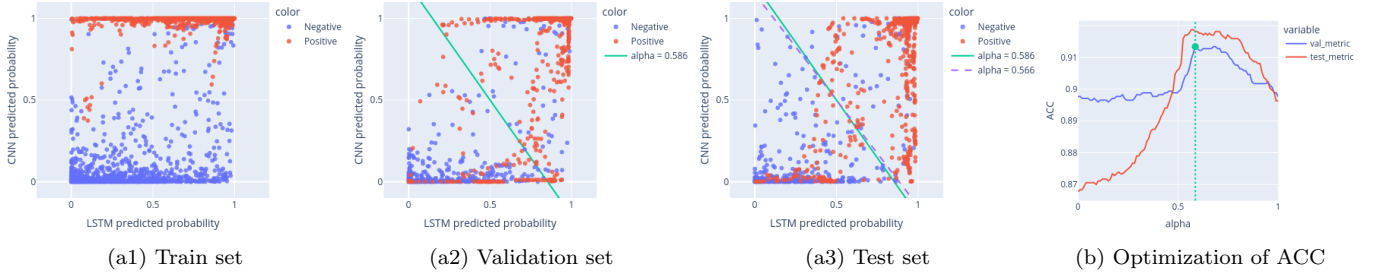 color
Negative
Positive
1
0.5
0
0
0.5
1
CNN predicted probability
LSTM predicted probability
(a1) Train set
color
Negative
Positive
alpha = 0.586
1
0.5
0
0
0.5
1
CNN predicted probability
LSTM predicted probability
(a2) Validation set
color
Negative
Positive
alpha = 0.586
alpha = 0.566
1
0.5
0
0
0.5
1
CNN predicted probability
LSTM predicted probability
(a3) Test set
variable
val_metric
test_metric
0.91
0.9
0.89
0.88
0.87
0
0.5
1
ACC
alpha
(b) Optimization of ACC